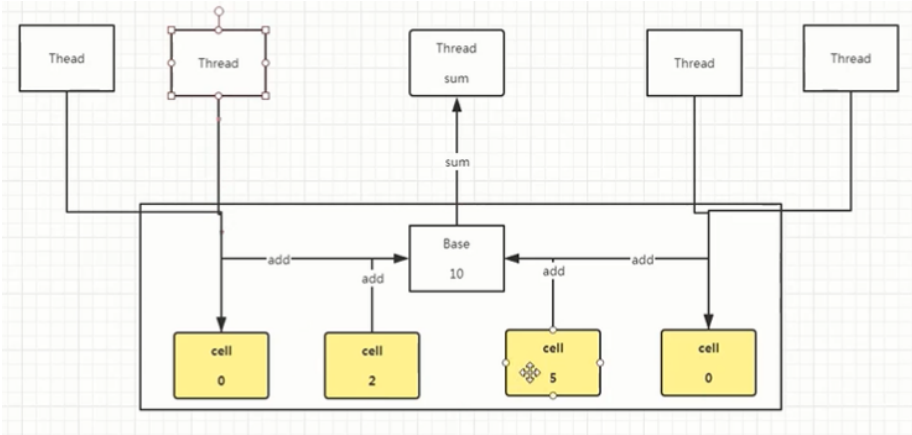 Thead
Thread
Thread
sum
Thread
Thread
sum
Base
10
add
add
add
add
cell
0
cell
2
cell
5
cell
0